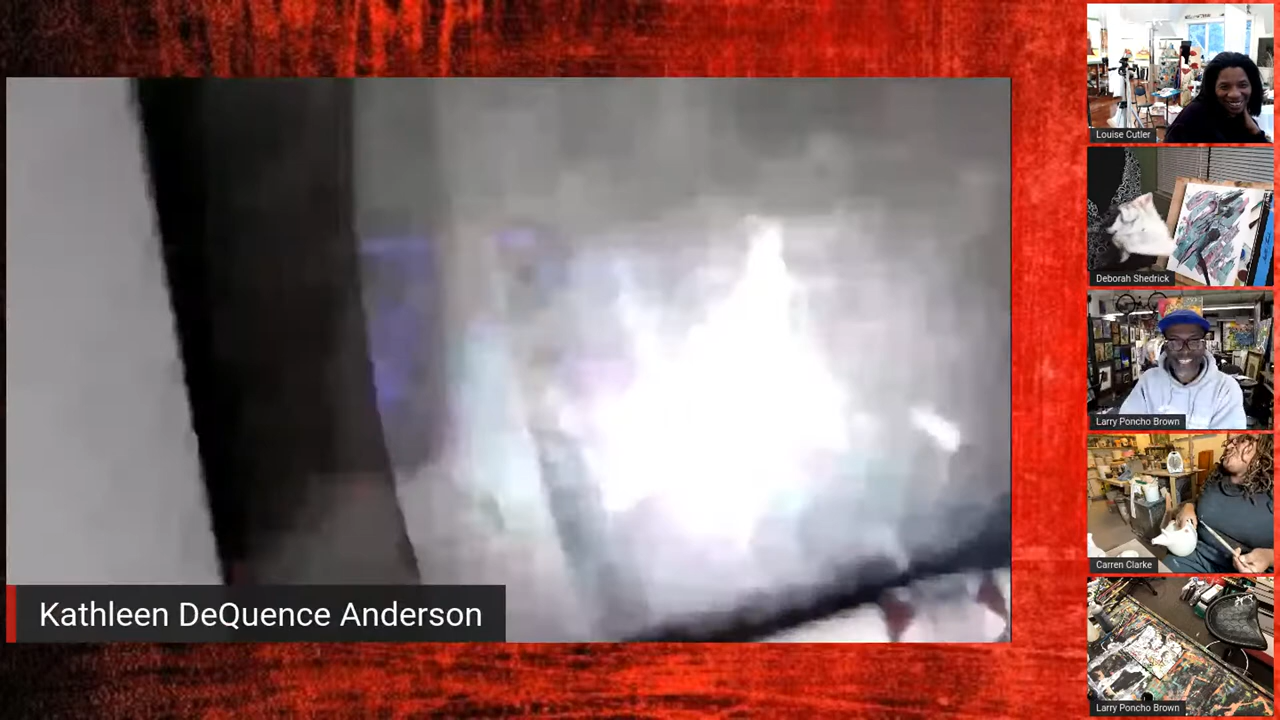 Louise Cutler
Deborah Shedrick
Larry Poncho Brown
Carren Clarke
Kathleen DeQuence Anderson
Larry Poncho Brown